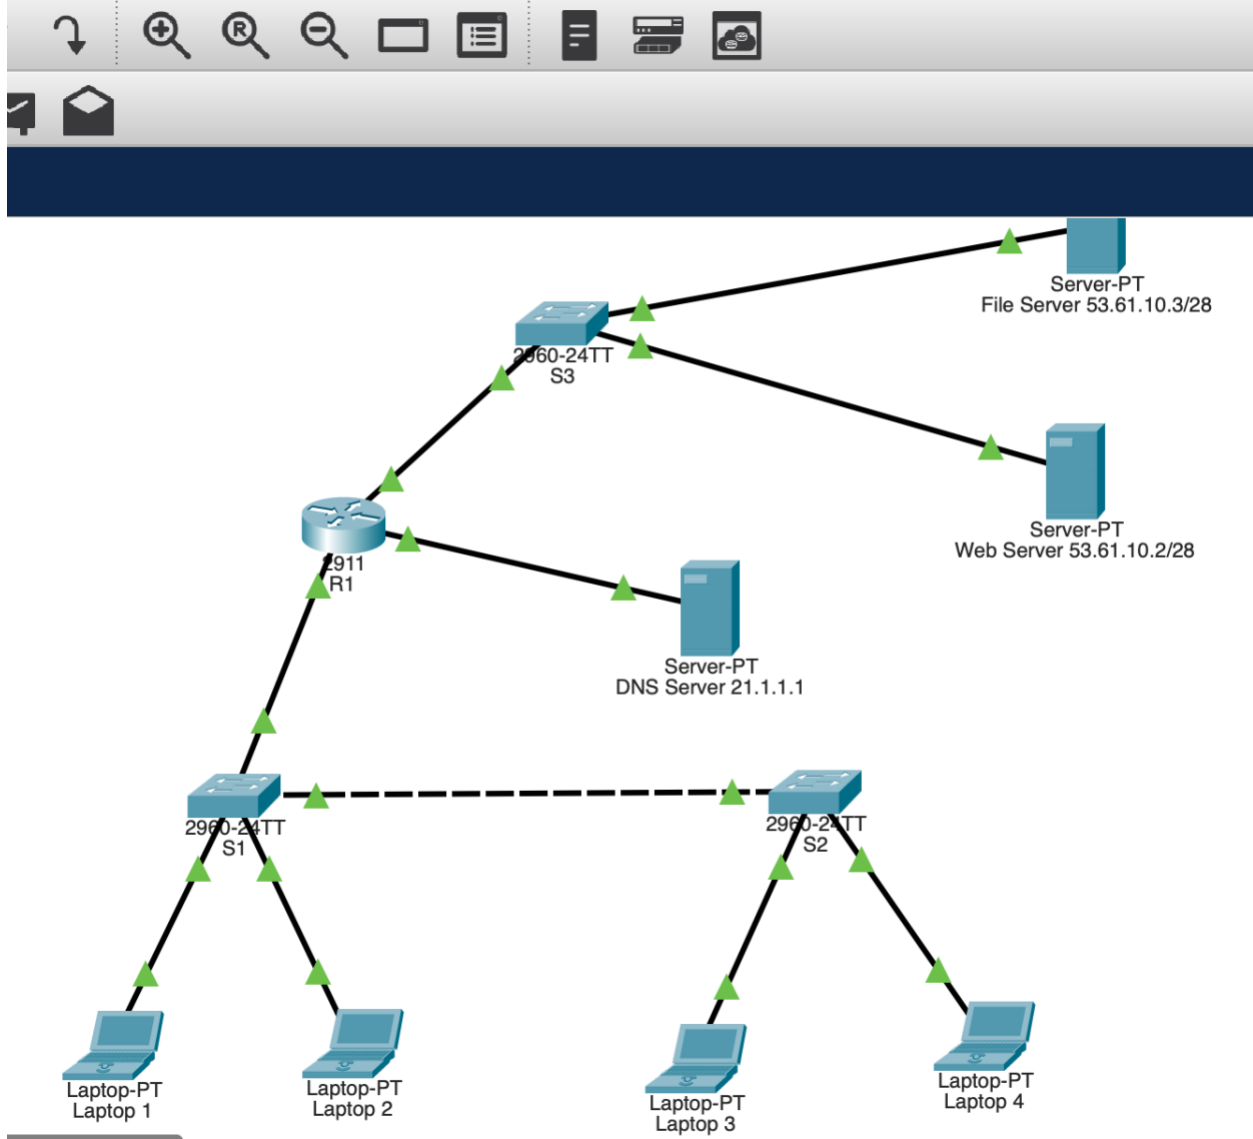 R
Server-PT
File Server 53.61.10.3/28
2960-24TT
S3
Server-PT
Web Server 53.61.10.2/28
2911
R1
Server-PT
DNS Server 21.1.1.1
2960-24TT
S1
2960-24TT
S2
Laptop-PT
Laptop 1
Laptop-PT
Laptop 2
Laptop-PT
Laptop 3
Laptop-PT
Laptop 4